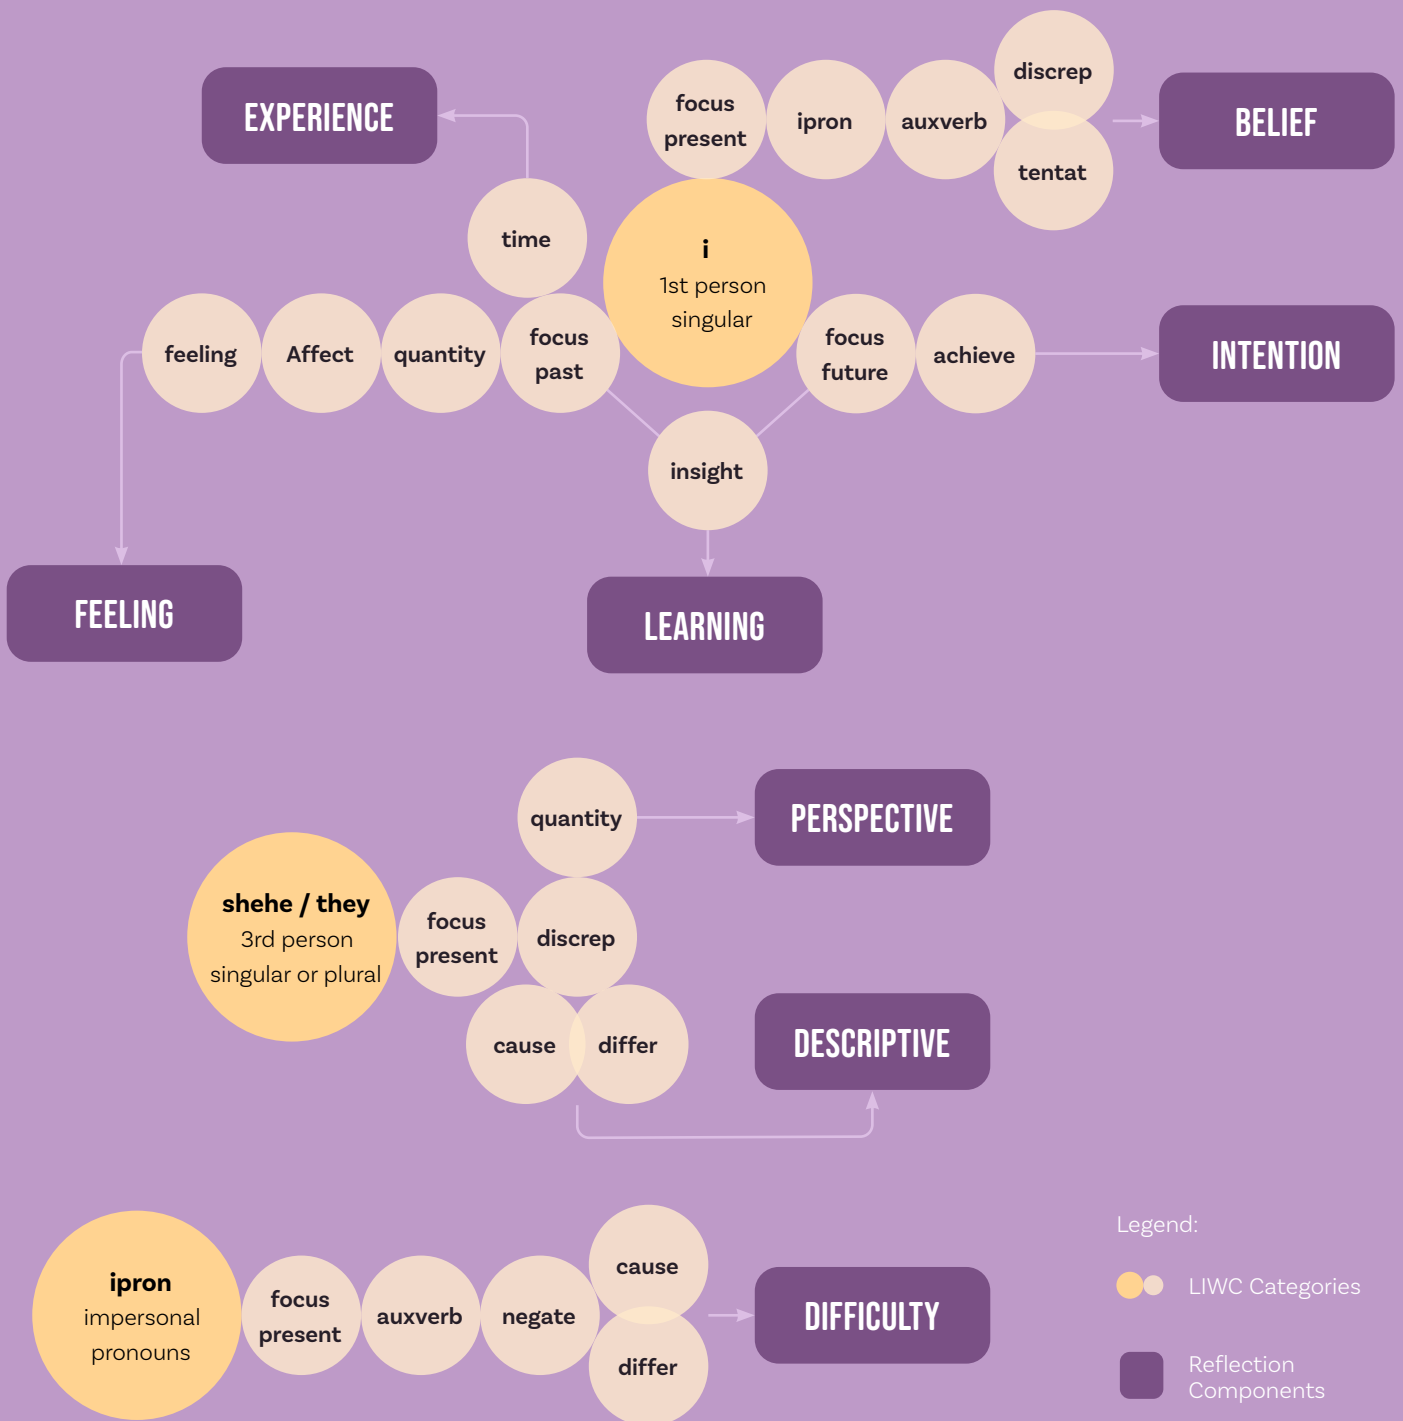 EXPERIENCE
focus
present
ipron
auxverb
discrep
tentat
BELIEF
time
i
1st person
singular
feeling
Affect
quantity
focus
past
focus
future
achieve
INTENTION
insight
FEELING
LEARNING
quantity
PERSPECTIVE
shehe / they
3rd person
singular or plural
focus
present
discrep
cause
differ
DESCRIPTIVE
ipron
impersonal
pronouns
focus
present
auxverb
negate
cause
differ
DIFFICULTY
Legend:
LIWC Categories
Reflection
Components